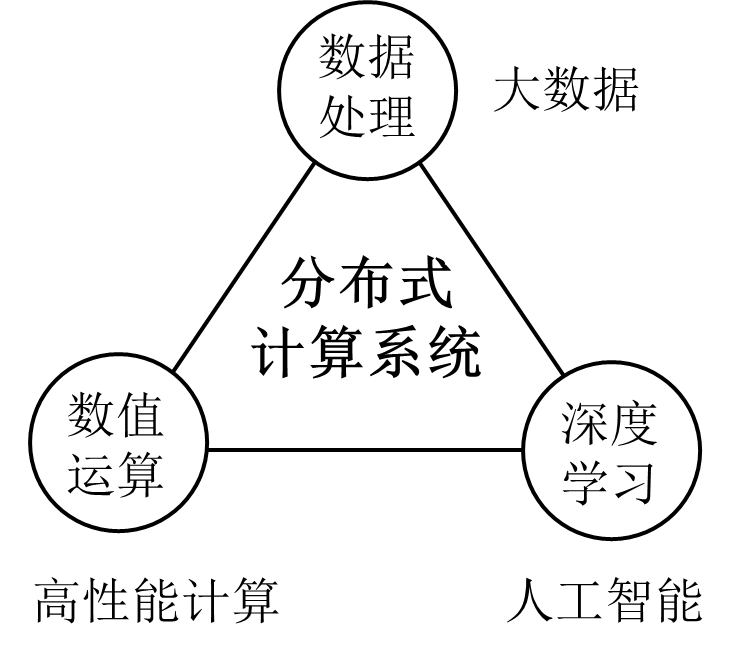 数据
处理
大数据
分布式
计算系统
数值
运算
深度
学习
高性能计算
人工智能